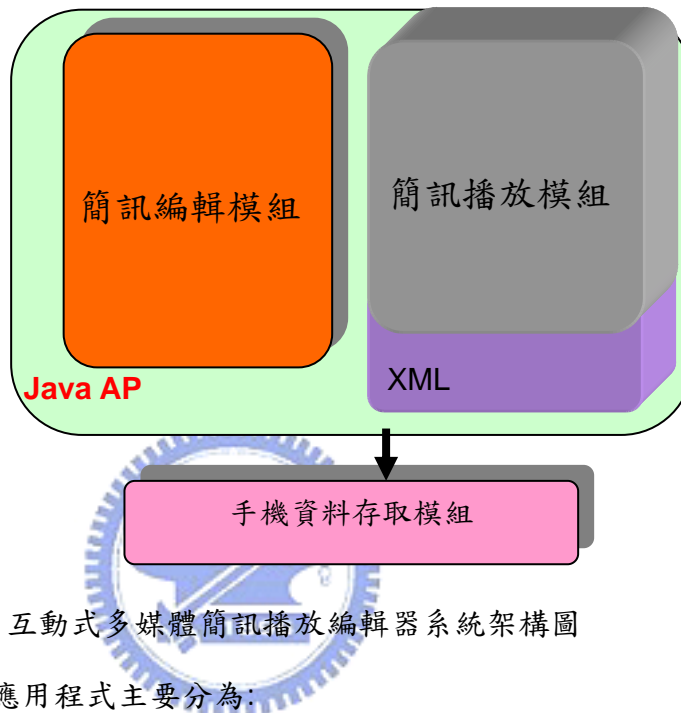 簡訊編輯模組
簡訊播放模組
Java AP
XML
手機資料存取模組
互動式多媒體簡訊播放編輯器系統架構圖
應用程式主要分為: